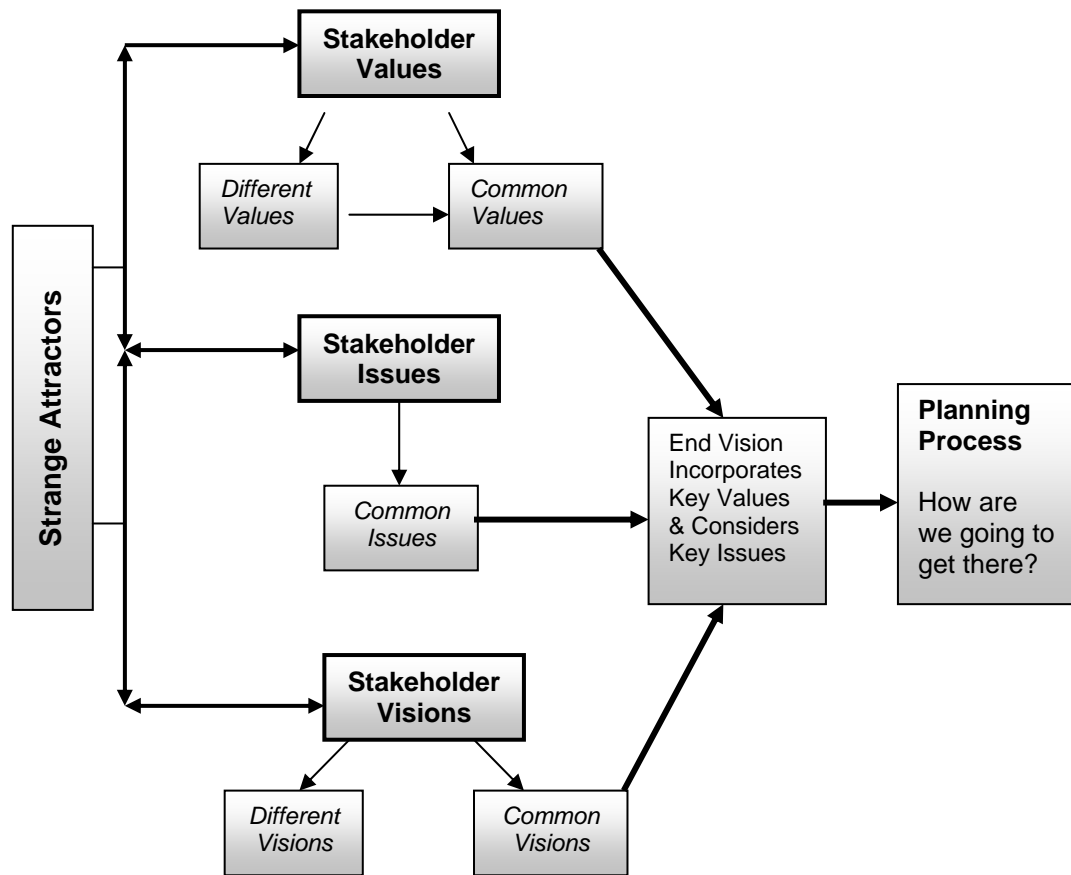 Stakeholder
Values
Different
Values
Common
Values
Strange Attractors
Stakeholder
Issues
Common
Issues
End Vision
Incorporates
Key Values
& Considers
Key Issues
Planning
Process
How are
we going to
get there?
Stakeholder
Visions
Different
Visions
Common
Visions